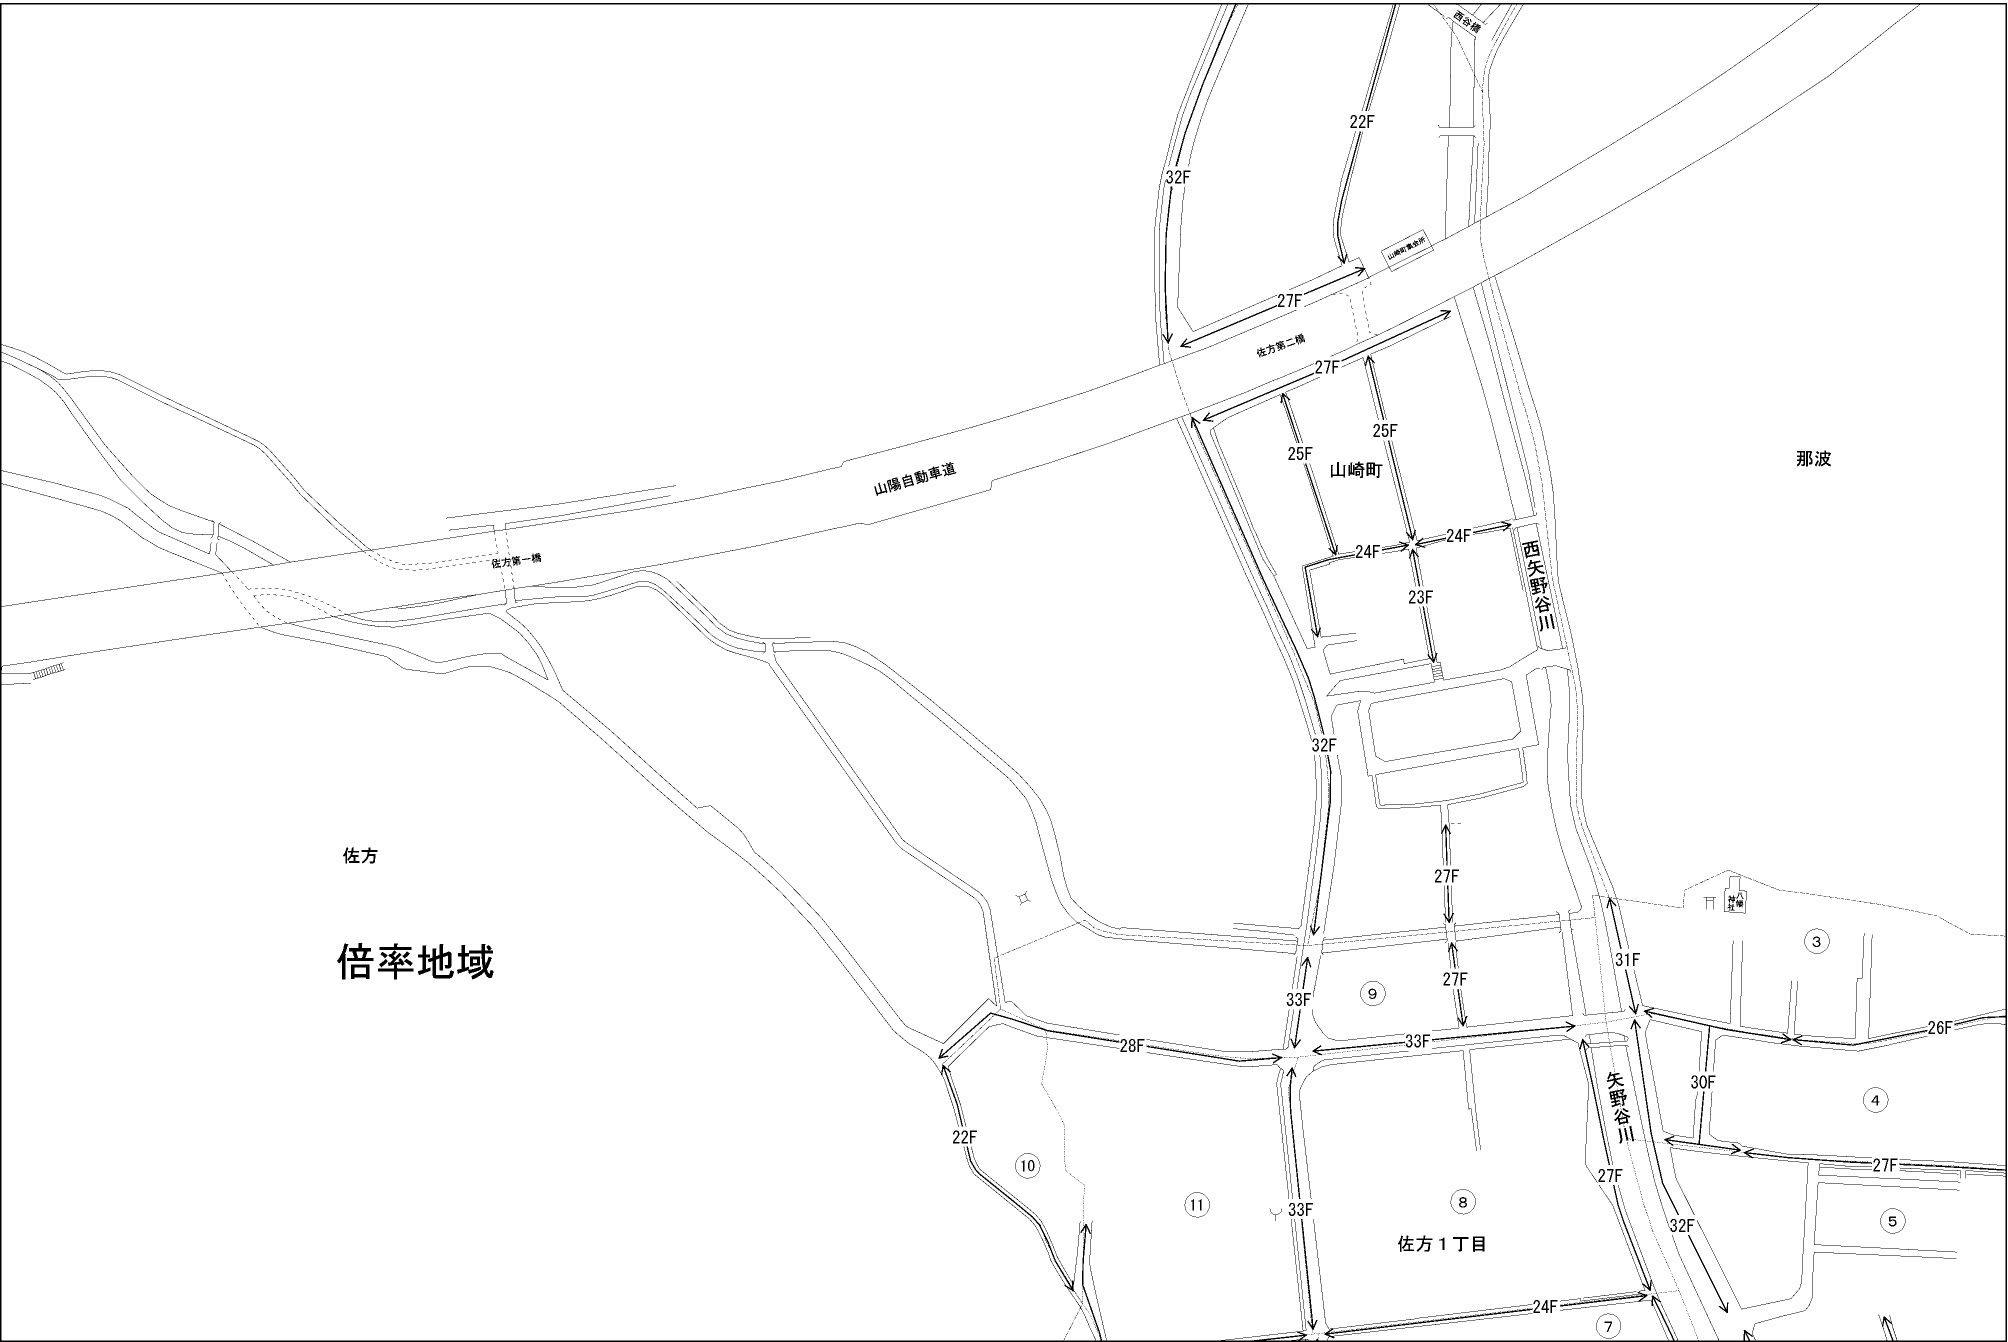 西谷橋
22F
32F
山崎町集会所
27F
佐方第二橋
27F
25F
25F
山崎町
那波
山陽自動車道
24F
24F
佐方第一橋
西矢野谷川
23F
32F
佐方
27F
八幡神社
3
倍率地域
31F
27F
9
33F
26F
33F
28F
30F
4
矢野谷川
22F
10
27F
27F
11
8
33F
32F
5
佐方1丁目
24F
7